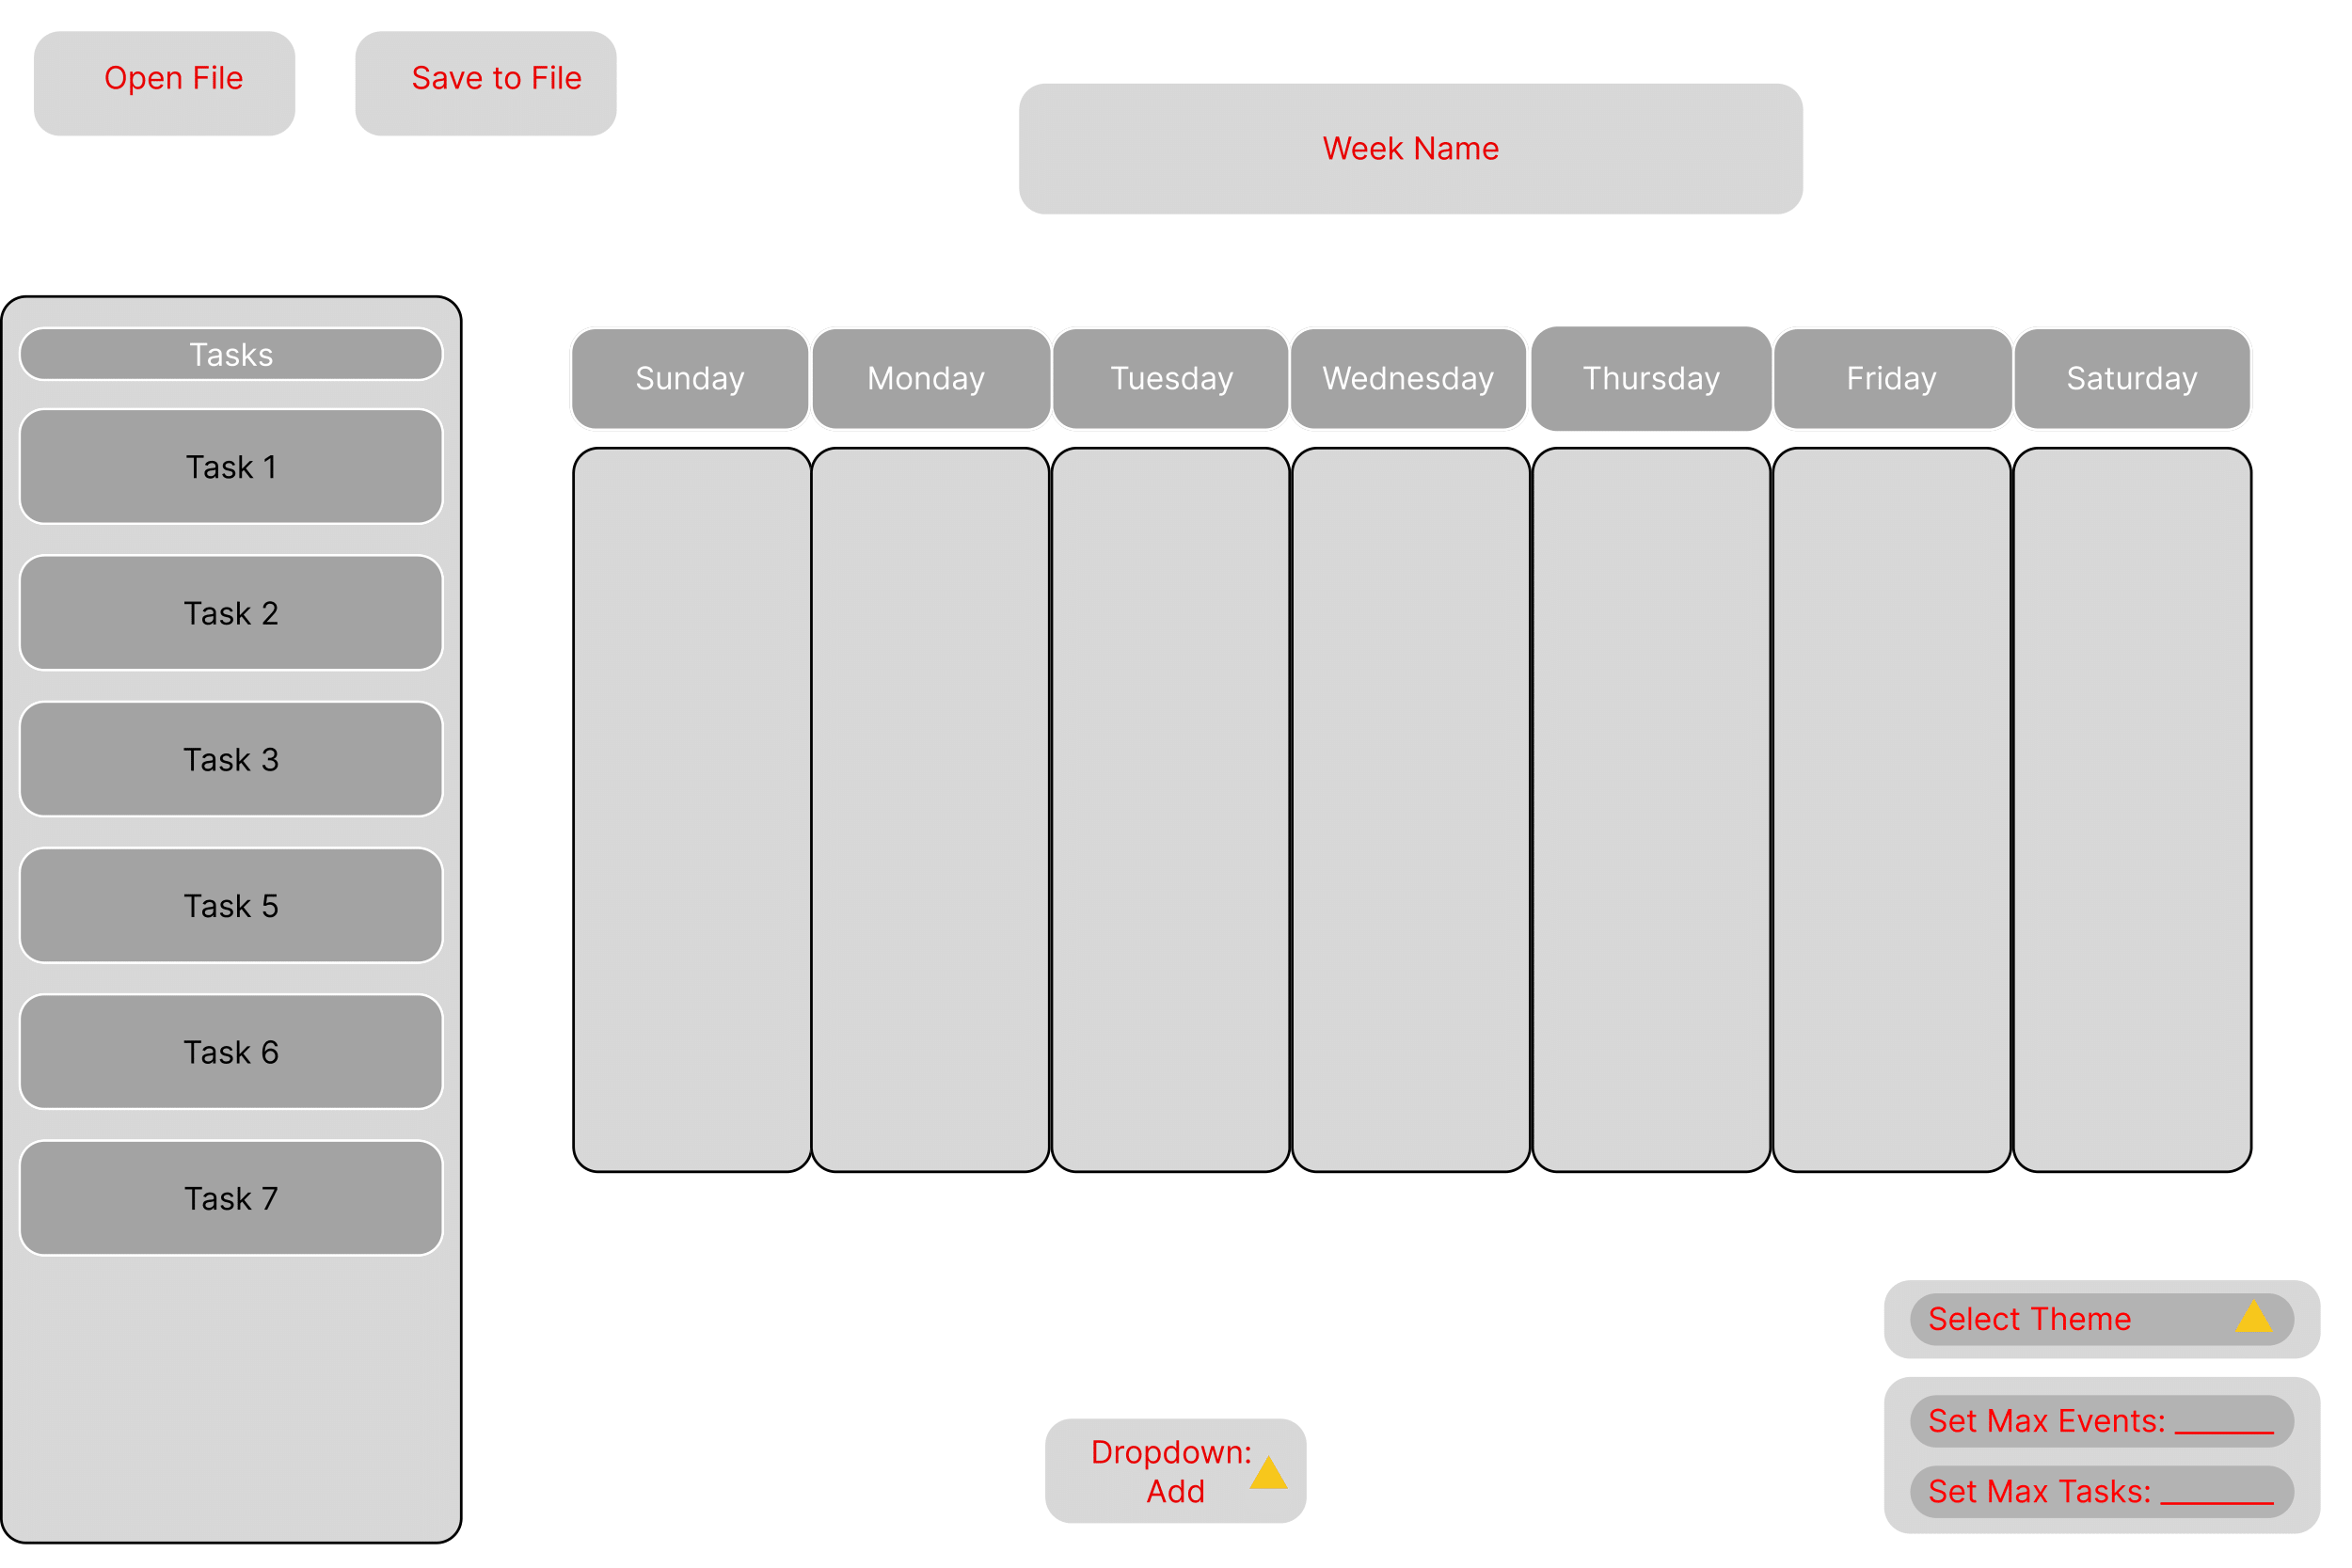 Open File
Save to File
Week Name
Tasks
Task 1
Task 2
Task 3
Task 5
Task 6
Task 7
Sunday
Monday
Tuesday
Wednesday
Thursday
Friday
Saturday
Dropdown:
Add
Select Theme
Set Max Events: ______
Set Max Tasks: _______